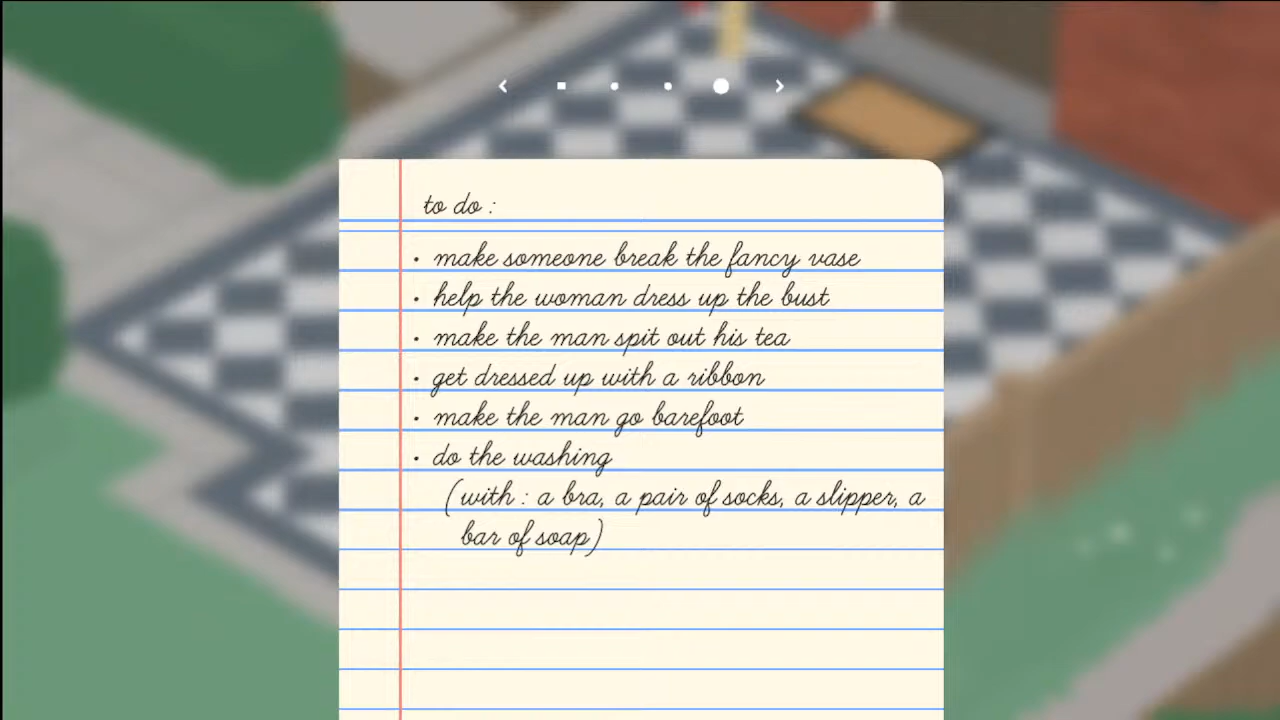 to do :
• make someone break the fancy vase
• help the woman dress up the bust
• make the man spit out his tea
• get dressed up with a ribbon
• make the man go barefoot
• do the washing
(with : a bra, a pair of socks, a slipper, a
bar of soap)